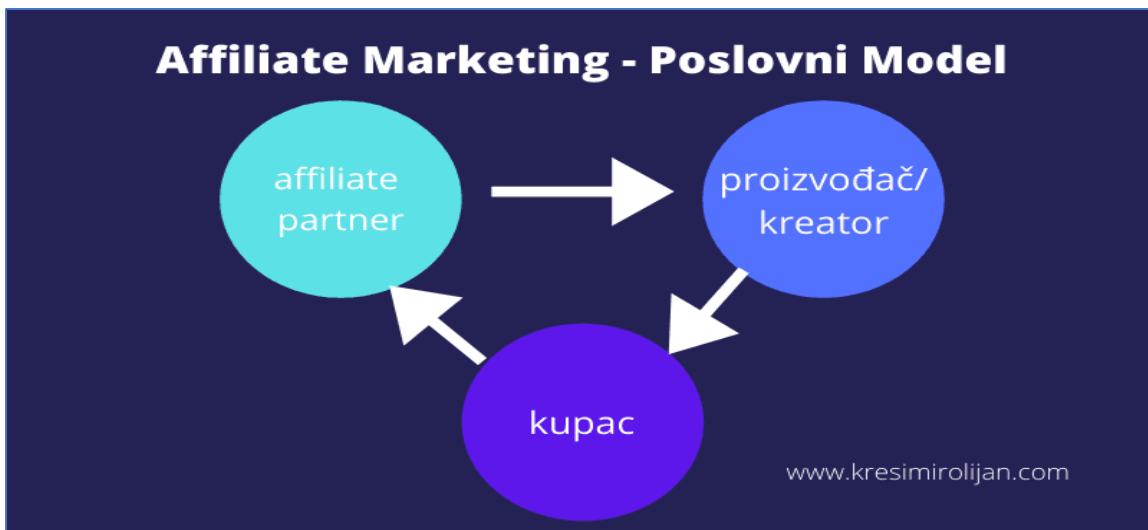 Affiliate Marketing - Poslovni Model
affiliate
partner
proizvođač/
kreator
kupac
www.kresimirolijan.com